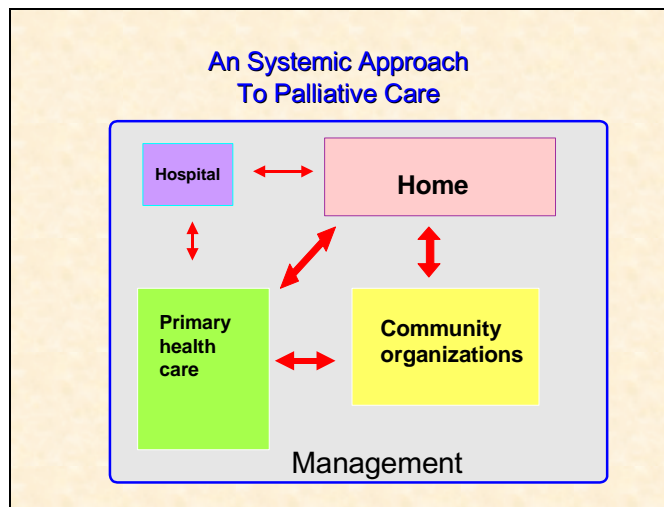 An Systemic Approach
To Palliative Care
Hospital
Home
Primary
health
care
Community
organizations
Management